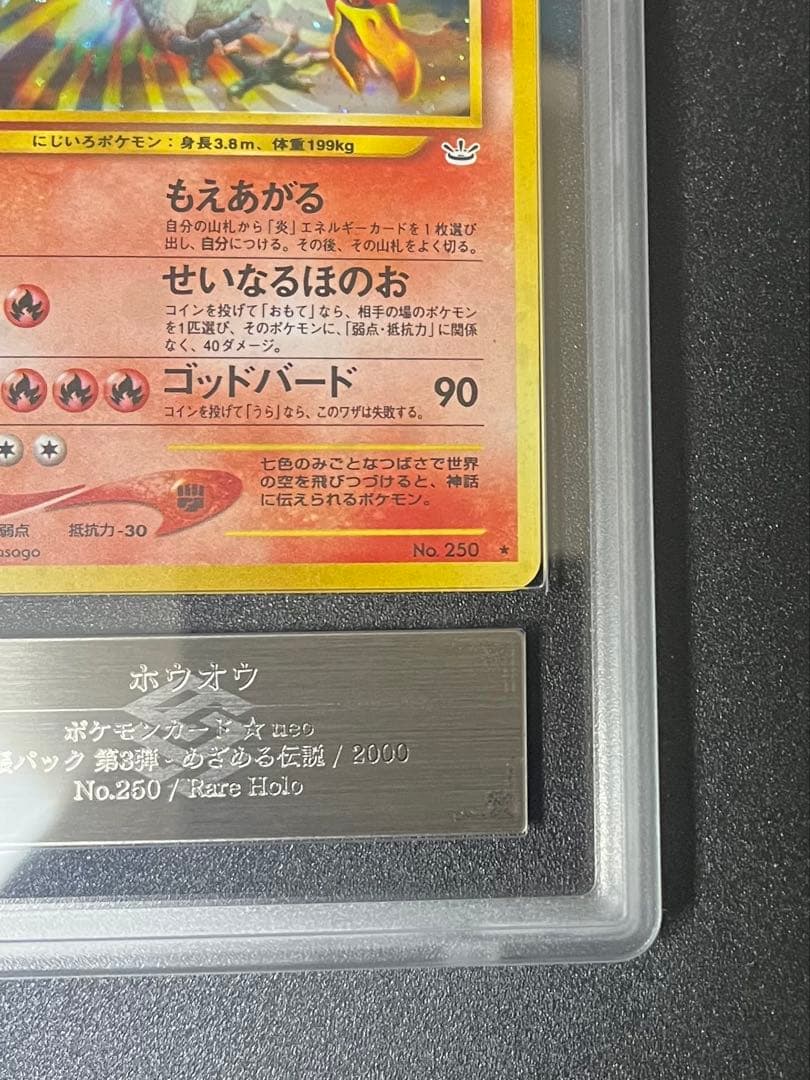 にじいろポケモン：身長3.8m、体重199kg
もえあがる
自分の山札から「炎」エネルギーカードを1枚選び
出し、自分につける。その後、その山札をよく切る。
せいなるほのお
コインを投げて「おもて」なら、相手の場のポケモン
を1匹選び、そのポケモンに、「弱点・抵抗力」に関係
なく、40ダメージ。
ゴッドバード 90
コインを投げて「うら」なら、このワザは失敗する。
七色のみごとなつばさで世界
の空を飛びつづけると、神話
に伝えられるポケモン。
弱点 抵抗力 -30
asago No. 250 ★
ホウオウ
ポケモンカード ☆ neo
パック 第3弾 - めざめる伝説 / 2000
No.250 / Rare Holo